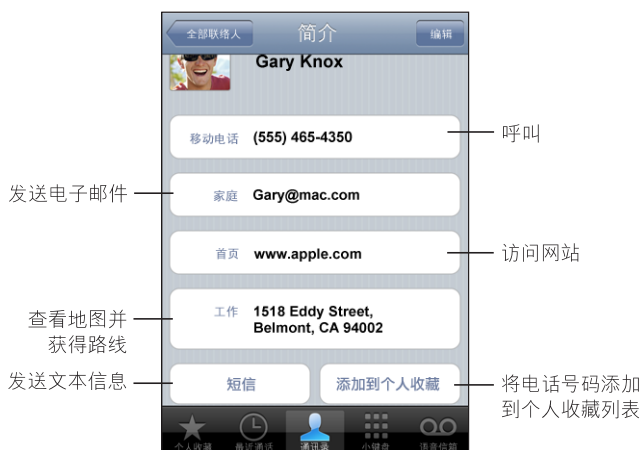 全部联络人 简介 编辑
Gary Knox
移动电话 (555) 465-4350
呼叫
发送电子邮件
家庭 Gary@mac.com
首页 www.apple.com
访问网站
查看地图并
获得路线
工作 1518 Eddy Street,
Belmont, CA 94002
发送文本信息
短信 添加到个人收藏
将电话号码添加
到个人收藏列表
个人收藏 最近通话 通讯录 小键盘 语音信箱